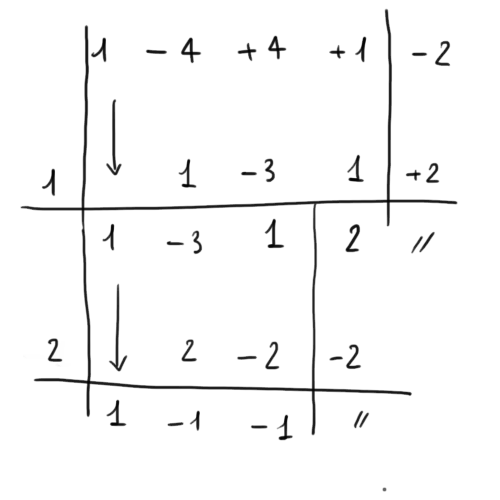 1 - 4 + 4 + 1 - 2
1 1 - 3 1 + 2
1 - 3 1 2 //
2 2 - 2 - 2
1 - 1 - 1 //